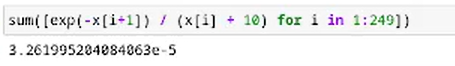 sum([exp(-x[i+1]) / (x[i] + 10) for i in 1:249])
3.261995204084063e-5